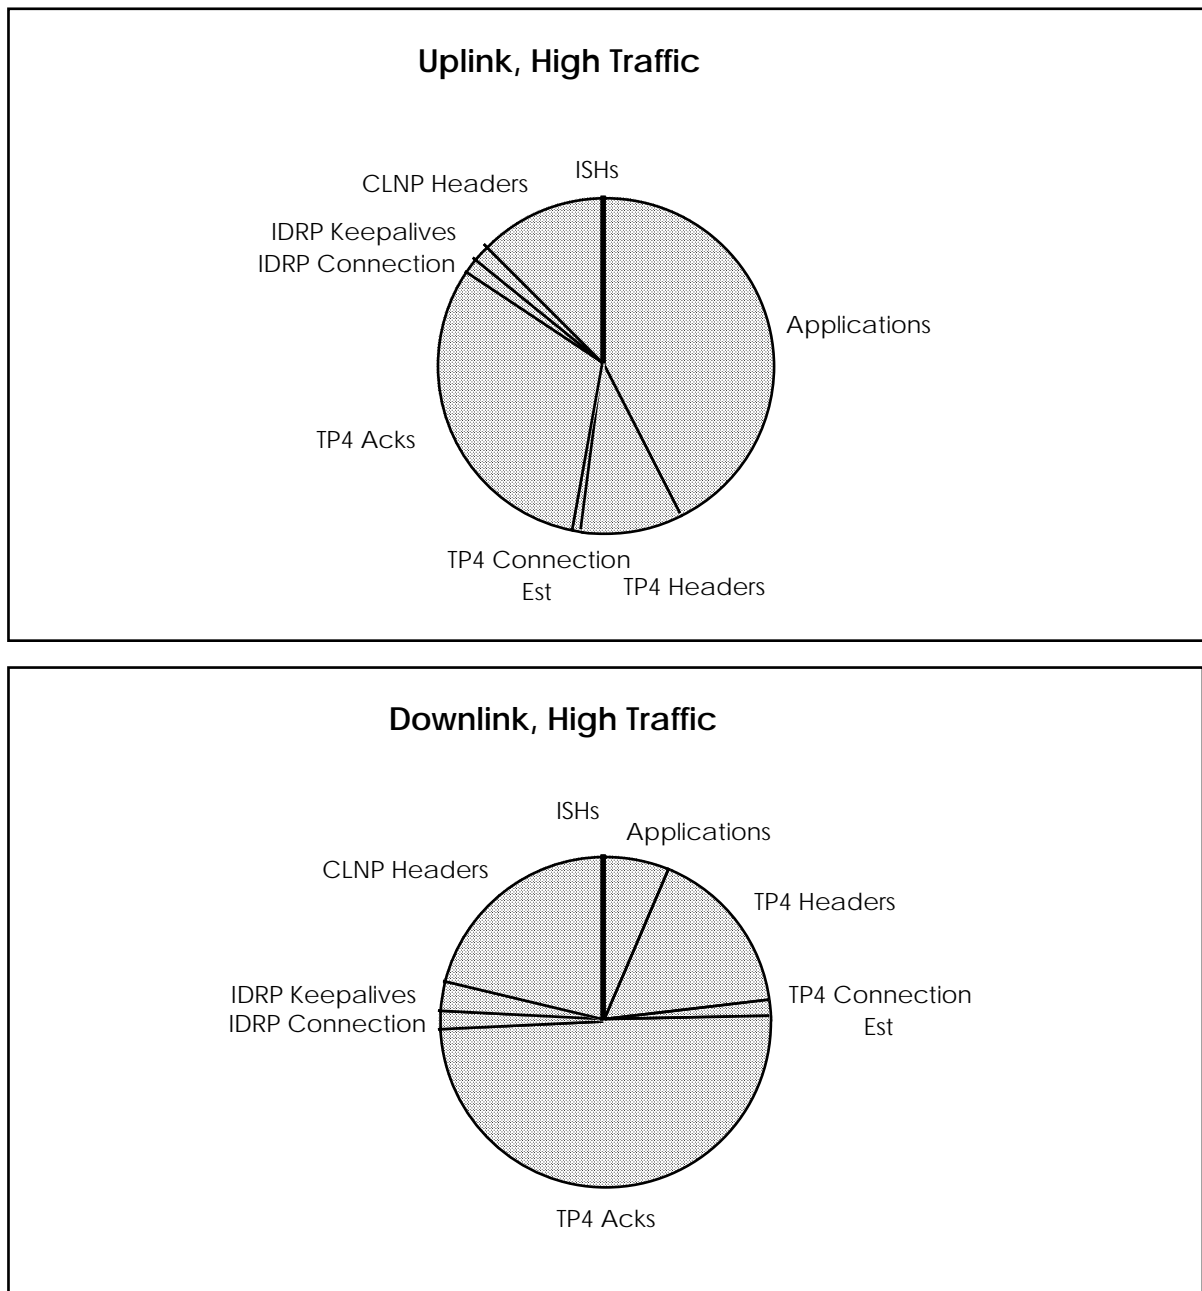 Uplink, High Traffic
ISHs
CLNP Headers
IDRP Keepalives
IDRP Connection
Applications
TP4 Acks
TP4 Connection
Est
TP4 Headers
Downlink, High Traffic
ISHs
Applications
CLNP Headers
TP4 Headers
IDRP Keepalives
IDRP Connection
TP4 Connection
Est
TP4 Acks